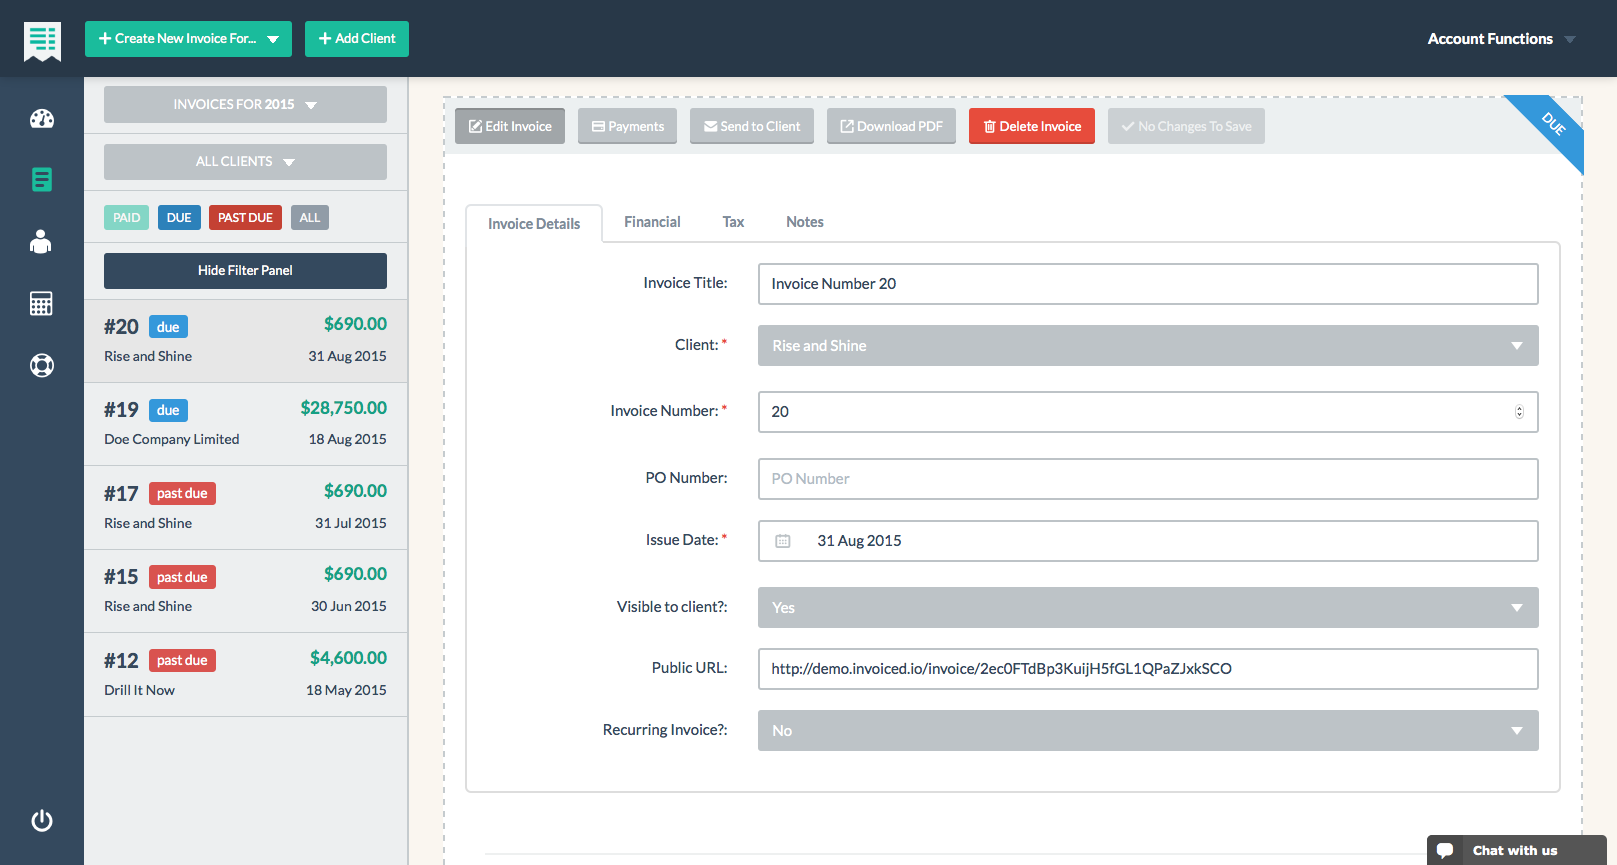 Create New Invoice For...
Add Client
Account Functions
INVOICES FOR 2015
ALL CLIENTS
PAID DUE PAST DUE ALL
Hide Filter Panel
#20 due $690.00
Rise and Shine 31 Aug 2015
#19 due $28,750.00
Doe Company Limited 18 Aug 2015
#17 past due $690.00
Rise and Shine 31 Jul 2015
#15 past due $690.00
Rise and Shine 30 Jun 2015
#12 past due $4,600.00
Drill It Now 18 May 2015
Edit Invoice Payments Send to Client Download PDF Delete Invoice No Changes To Save
DUE
Invoice Details Financial Tax Notes
Invoice Title: Invoice Number 20
Client: * Rise and Shine
Invoice Number: * 20
PO Number: PO Number
Issue Date: * 31 Aug 2015
Visible to client?: Yes
Public URL: http://demo.invoiced.io/invoice/2ec0FTdBp3KuijH5fGL1QPaZJxkSCO
Recurring Invoice?: No
Chat with us